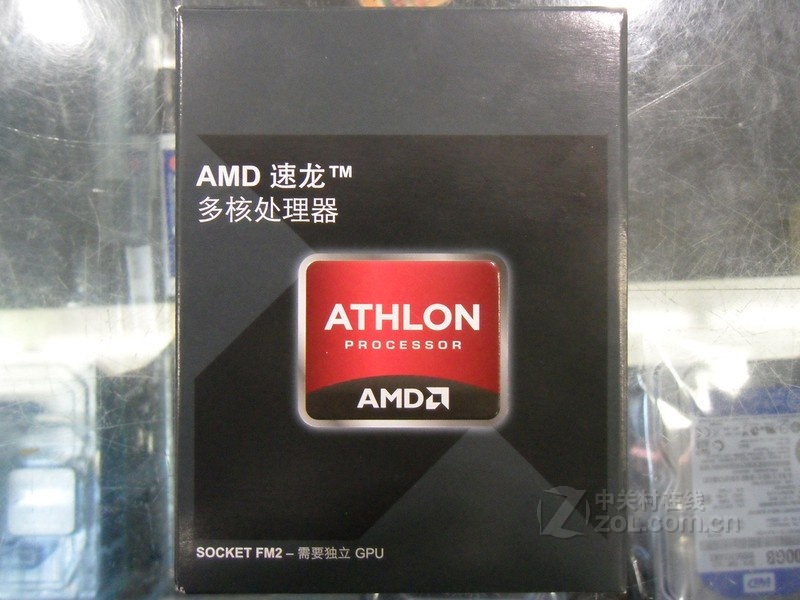 AMD 速龙™
多核处理器
ATHLON
PROCESSOR
AMD
SOCKET FM2 – 需要独立 GPU
中关村在线
zol.com.cn
WD